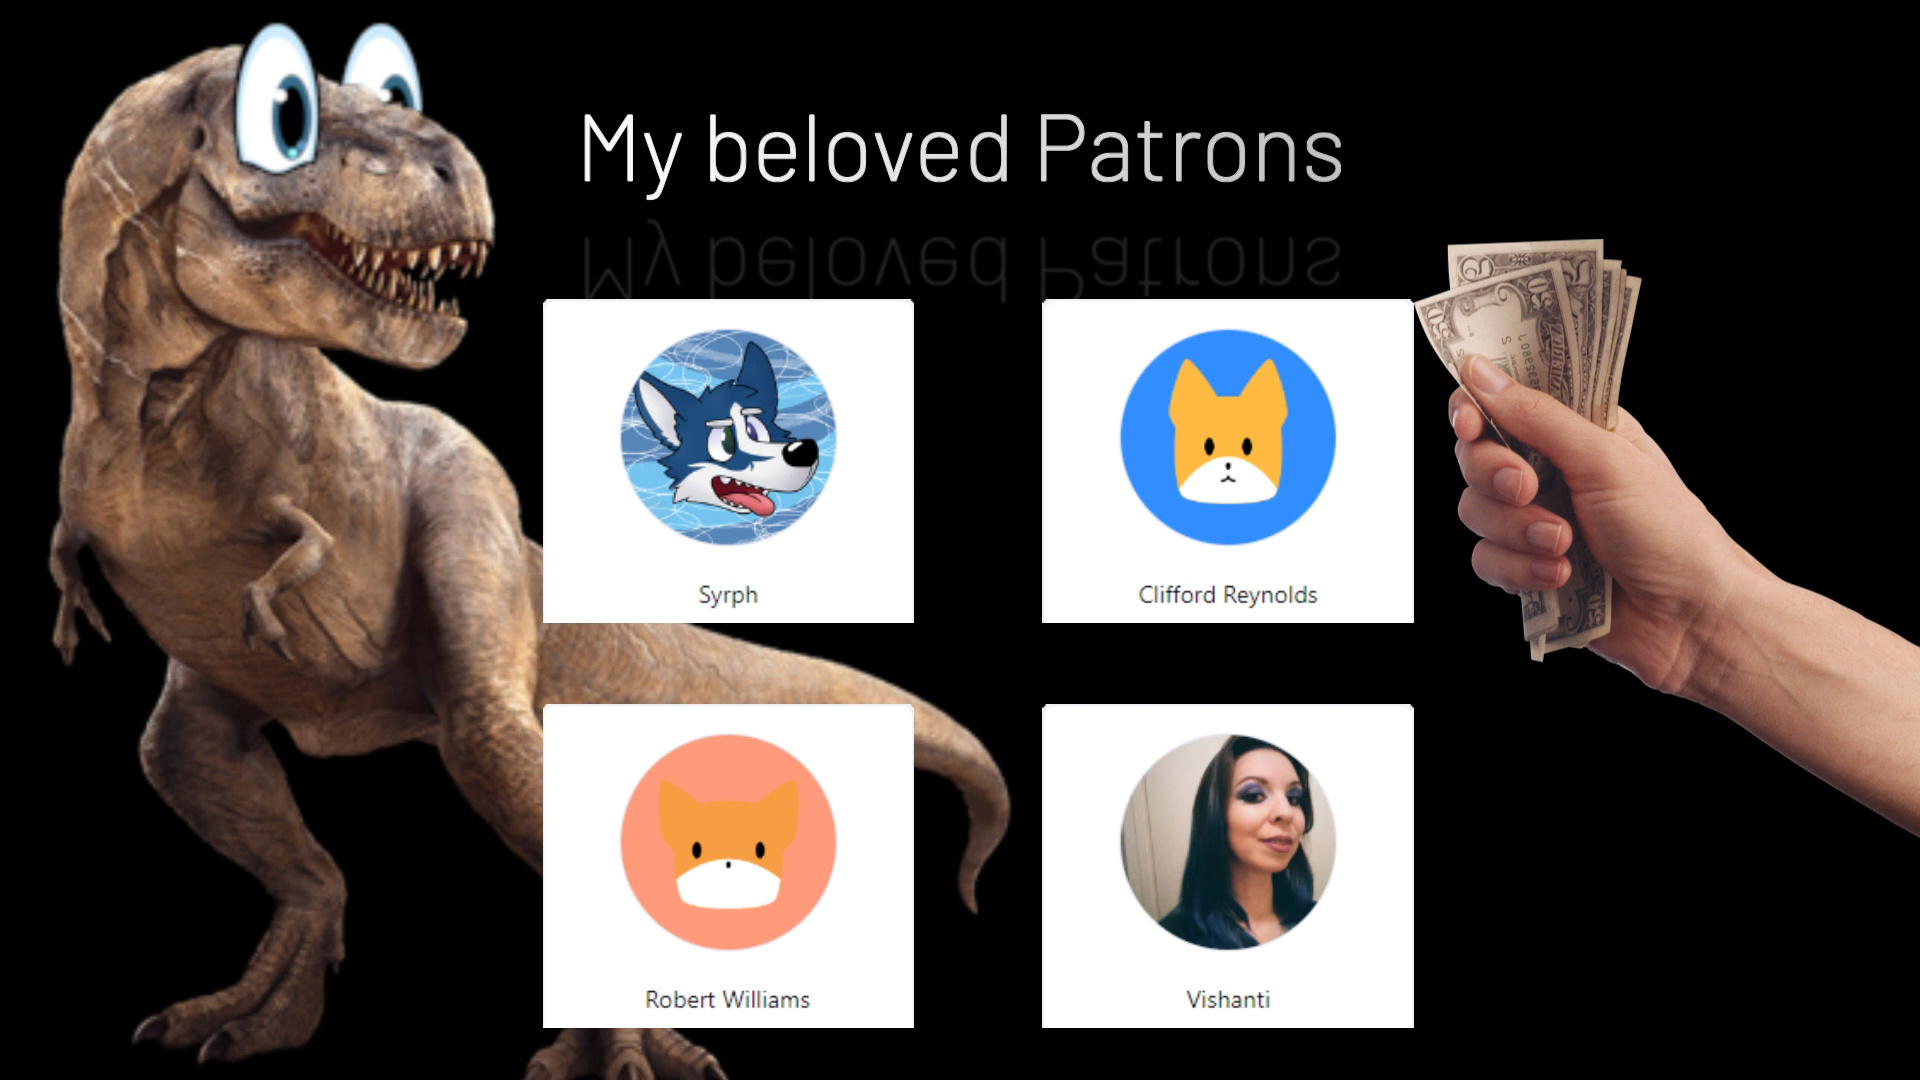 My beloved Patrons
Syrph
Clifford Reynolds
Robert Williams
Vishanti